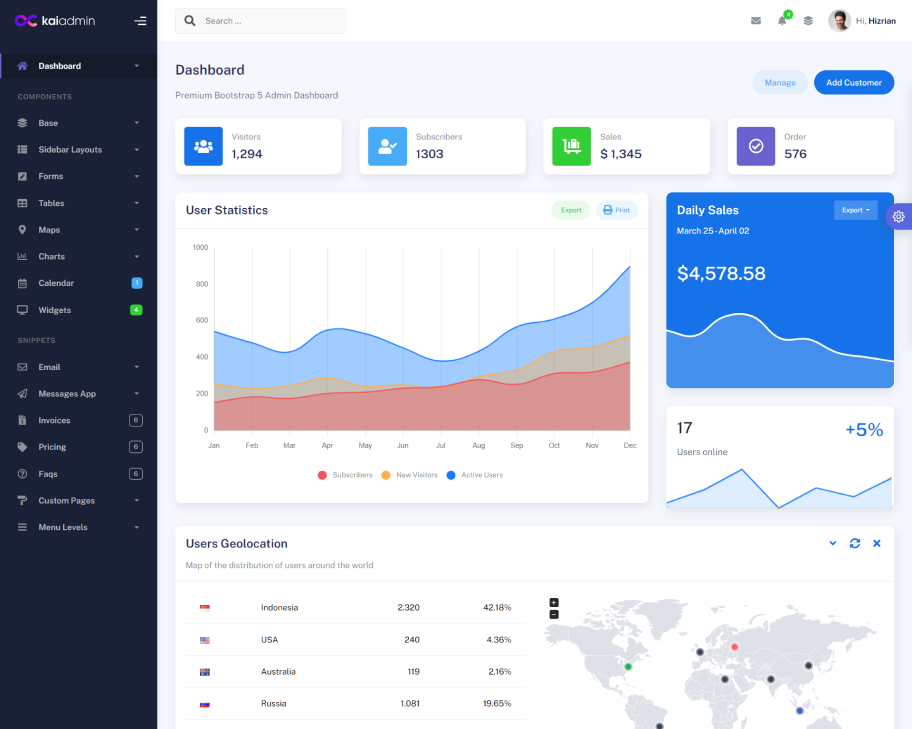 kaiadmin
Search ...
4
Hi, Hizrian
Dashboard
COMPONENTS
Base
Sidebar Layouts
Forms
Tables
Maps
Charts
Calendar
1
Widgets
4
SNIPPETS
Email
Messages App
Invoices
6
Pricing
6
Faqs
6
Custom Pages
Menu Levels
Dashboard
Premium Bootstrap 5 Admin Dashboard
Manage
Add Customer
Visitors
1,294
Subscribers
1303
Sales
$ 1,345
Order
576
User Statistics
Export
Print
1000
800
600
400
200
0
Jan Feb Mar Apr May Jun Jul Aug Sep Oct Nov Dec
Subscribers New Visitors Active Users
Daily Sales
Export
March 25 - April 02
$4,578.58
17
+5%
Users online
Users Geolocation
Map of the distribution of users around the world
Indonesia 2.320 42.18%
USA 240 4.36%
Australia 119 2.16%
Russia 1.081 19.65%
+
−